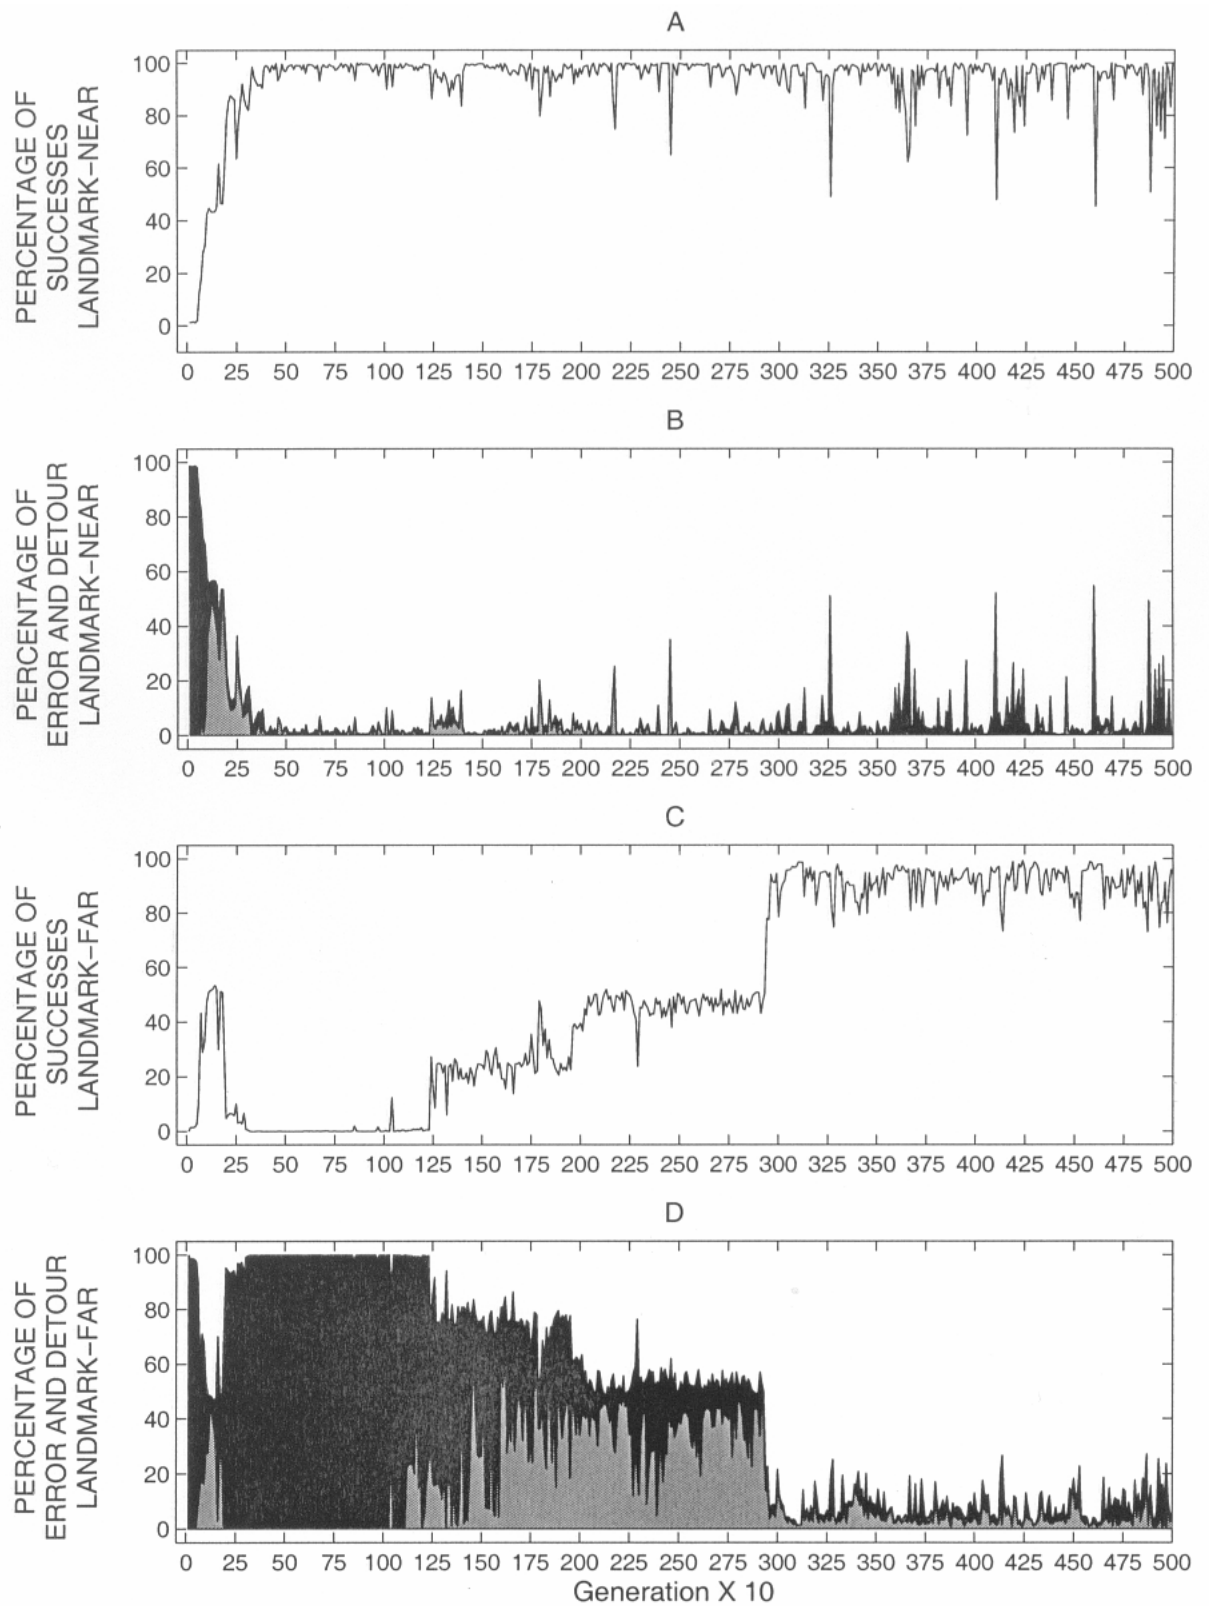 A
PERCENTAGE OF
SUCCESSES
LANDMARK–NEAR
100
80
60
40
20
0
0 25 50 75 100 125 150 175 200 225 250 275 300 325 350 375 400 425 450 475 500
B
PERCENTAGE OF
ERROR AND DETOUR
LANDMARK–NEAR
100
80
60
40
20
0
0 25 50 75 100 125 150 175 200 225 250 275 300 325 350 375 400 425 450 475 500
C
PERCENTAGE OF
SUCCESSES
LANDMARK–FAR
100
80
60
40
20
0
0 25 50 75 100 125 150 175 200 225 250 275 300 325 350 375 400 425 450 475 500
D
PERCENTAGE OF
ERROR AND DETOUR
LANDMARK–FAR
100
80
60
40
20
0
0 25 50 75 100 125 150 175 200 225 250 275 300 325 350 375 400 425 450 475 500
Generation X 10